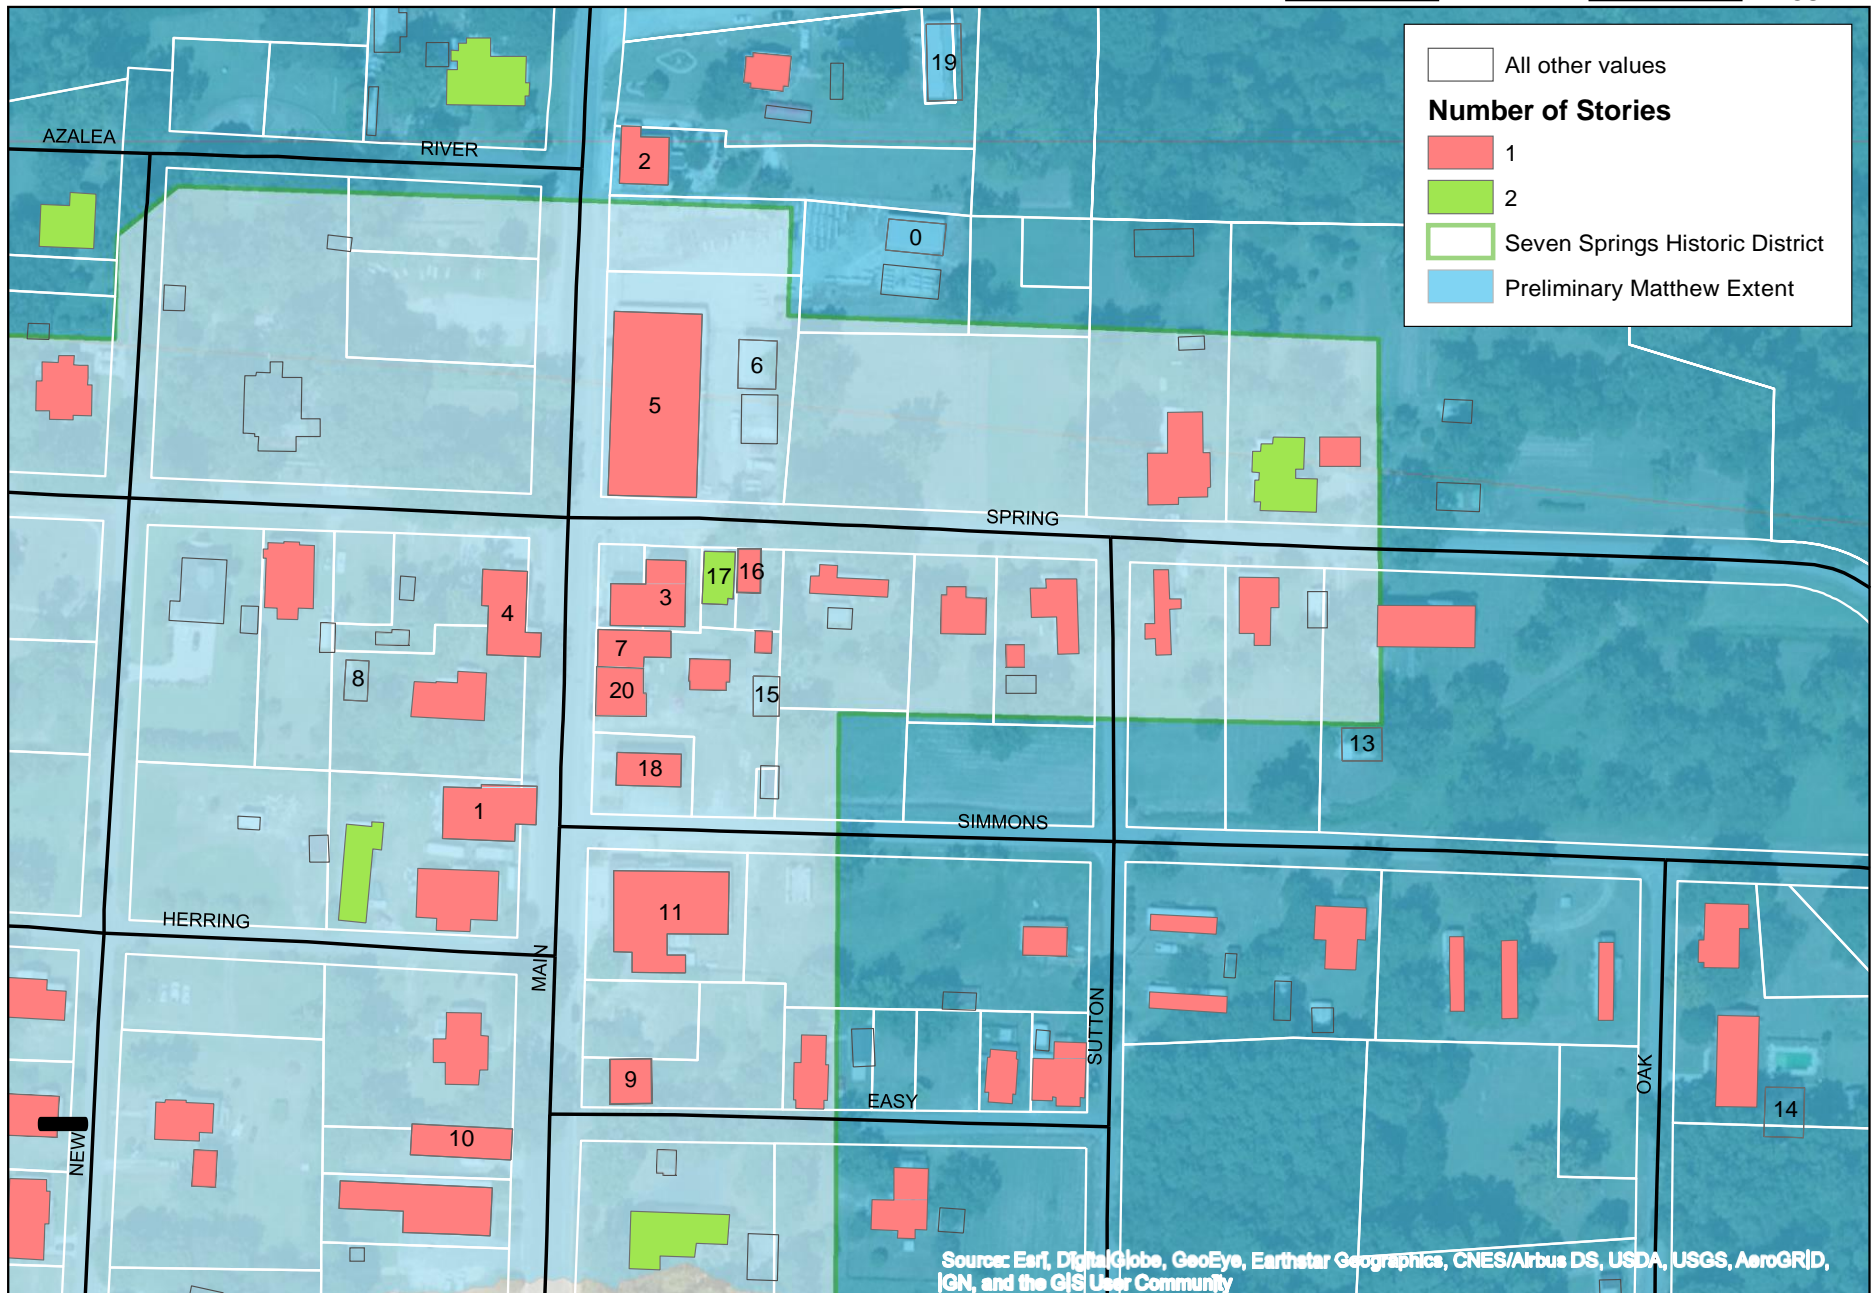 19
All other values
Number of Stories
1
2
Seven Springs Historic District
Preliminary Matthew Extent
AZALEA
RIVER
2
0
6
5
SPRING
17
16
3
4
7
8
20
15
13
18
1
SIMMONS
HERRING
11
MAIN
SUTTON
OAK
9
EASY
14
NEW
10
Source: Esri, DigitalGlobe, GeoEye, Earthstar Geographics, CNES/Airbus DS, USDA, USGS, AeroGRID,
IGN, and the GIS User Community